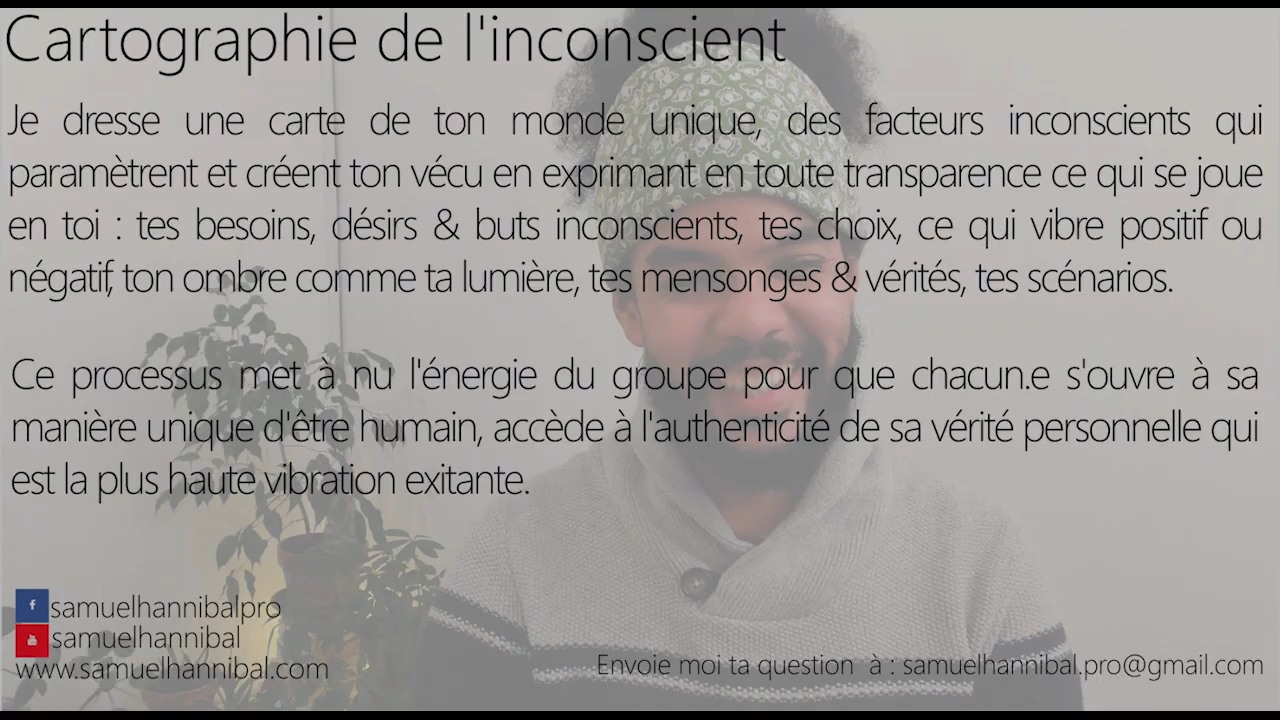 Cartographie de l'inconscient
Je dresse une carte de ton monde unique, des facteurs inconscients qui
paramètrent et créent ton vécu en exprimant en toute transparence ce qui se joue
en toi : tes besoins, désirs & buts inconscients, tes choix, ce qui vibre positif ou
négatif, ton ombre comme ta lumière, tes mensonges & vérités, tes scénarios.
Ce processus met à nu l'énergie du groupe pour que chacun.e s'ouvre à sa
manière unique d'être humain, accède à l'authenticité de sa vérité personnelle qui
est la plus haute vibration exitante.
samuelhannibalpro
samuelhannibal
www.samuelhannibal.com
Envoie moi ta question à : samuelhannibal.pro@gmail.com